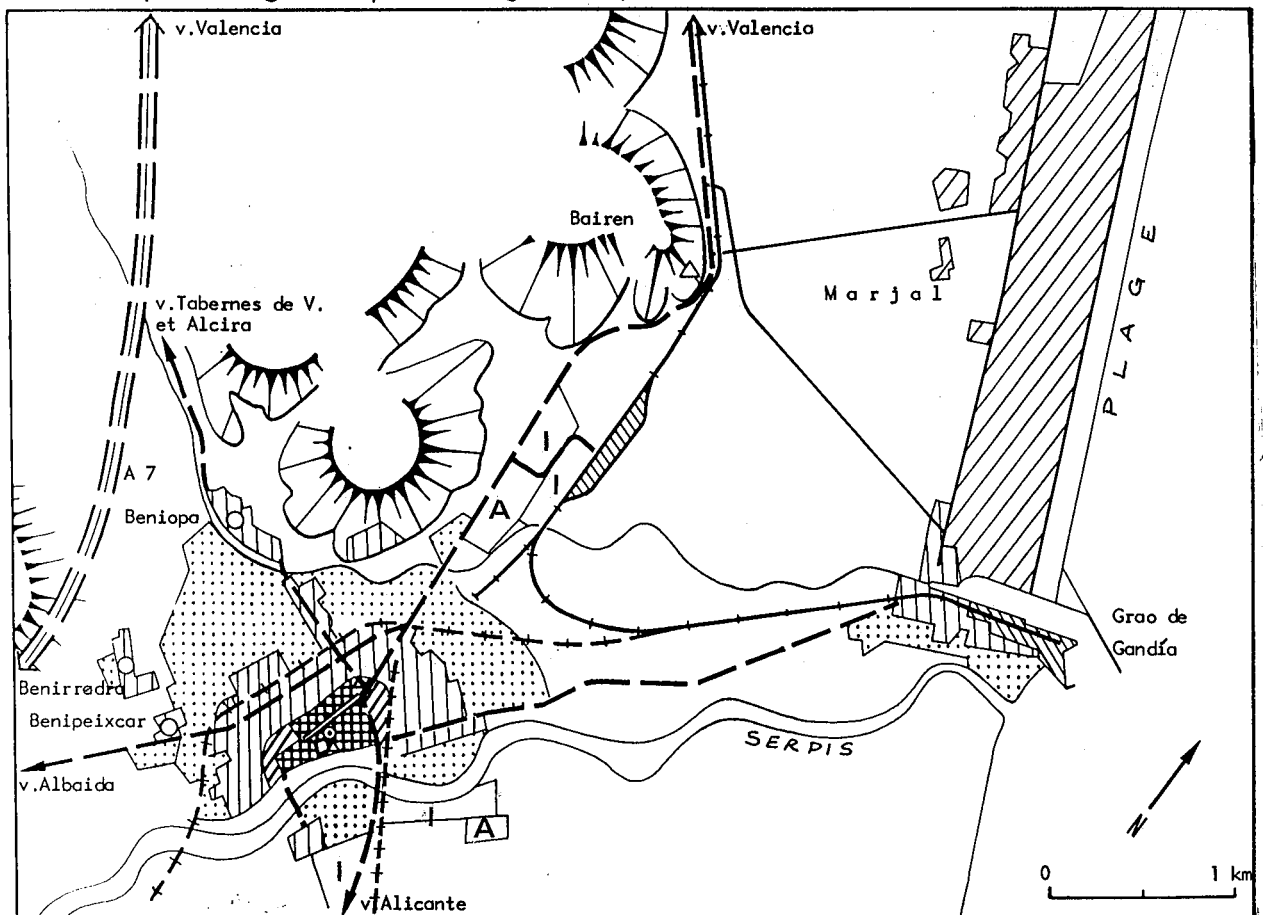 v.Valencia
v.Valencia
Bairen
PLAGE
Marjal
v.Tabernes de V.
et Alcira
A 7
I
I
A
Beniopa
Grao de
Gandía
Benirredra
Benipeixcar
SERPIS
v.Albaida
I
A
I
N
0 1 km
v.Alicante